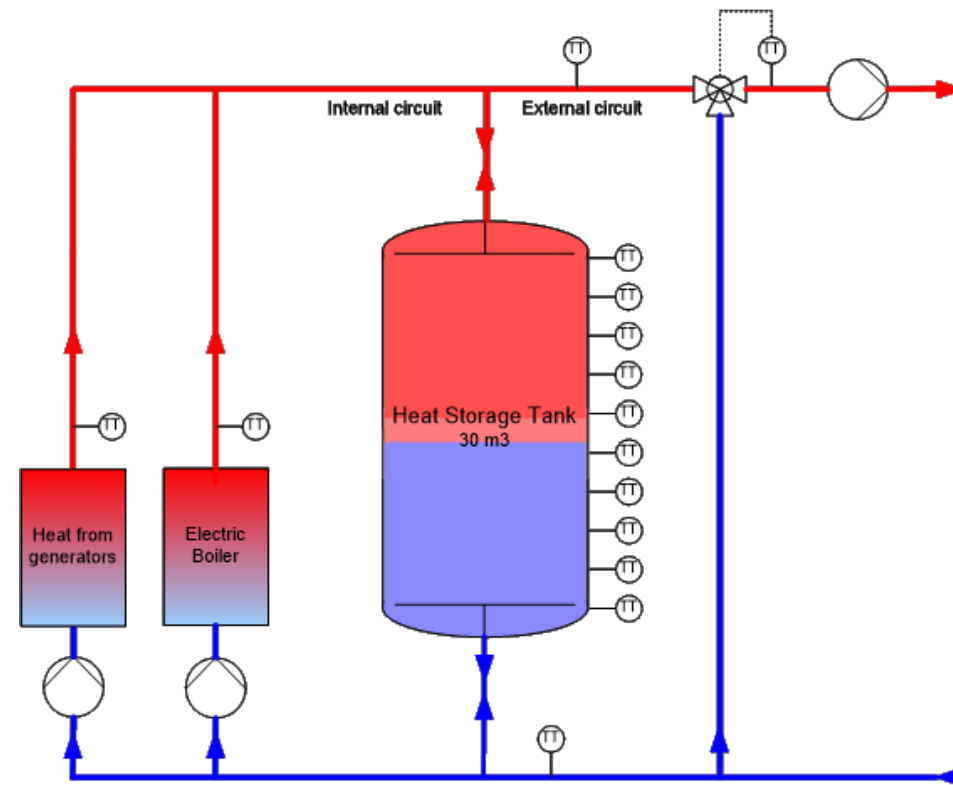 TT
TT
Internal circuit
External circuit
TT
TT
TT
TT
TT
Heat Storage Tank
30 m3
TT
TT
TT
TT
TT
TT
TT
Heat from
generators
Electric
Boiler
TT
TT